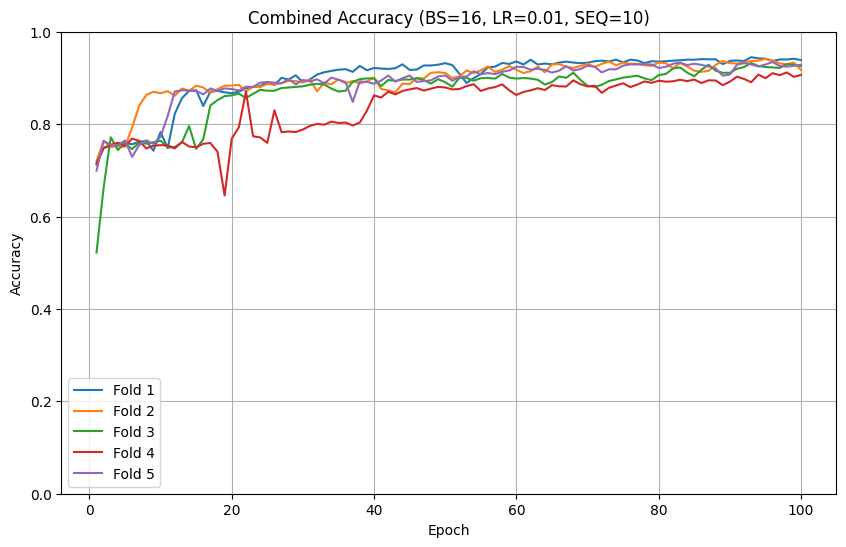 Combined Accuracy (BS=16, LR=0.01, SEQ=10)
1.0
0.8
0.6
0.4
0.2
0.0
Accuracy
Fold 1
Fold 2
Fold 3
Fold 4
Fold 5
0 20 40 60 80 100
Epoch